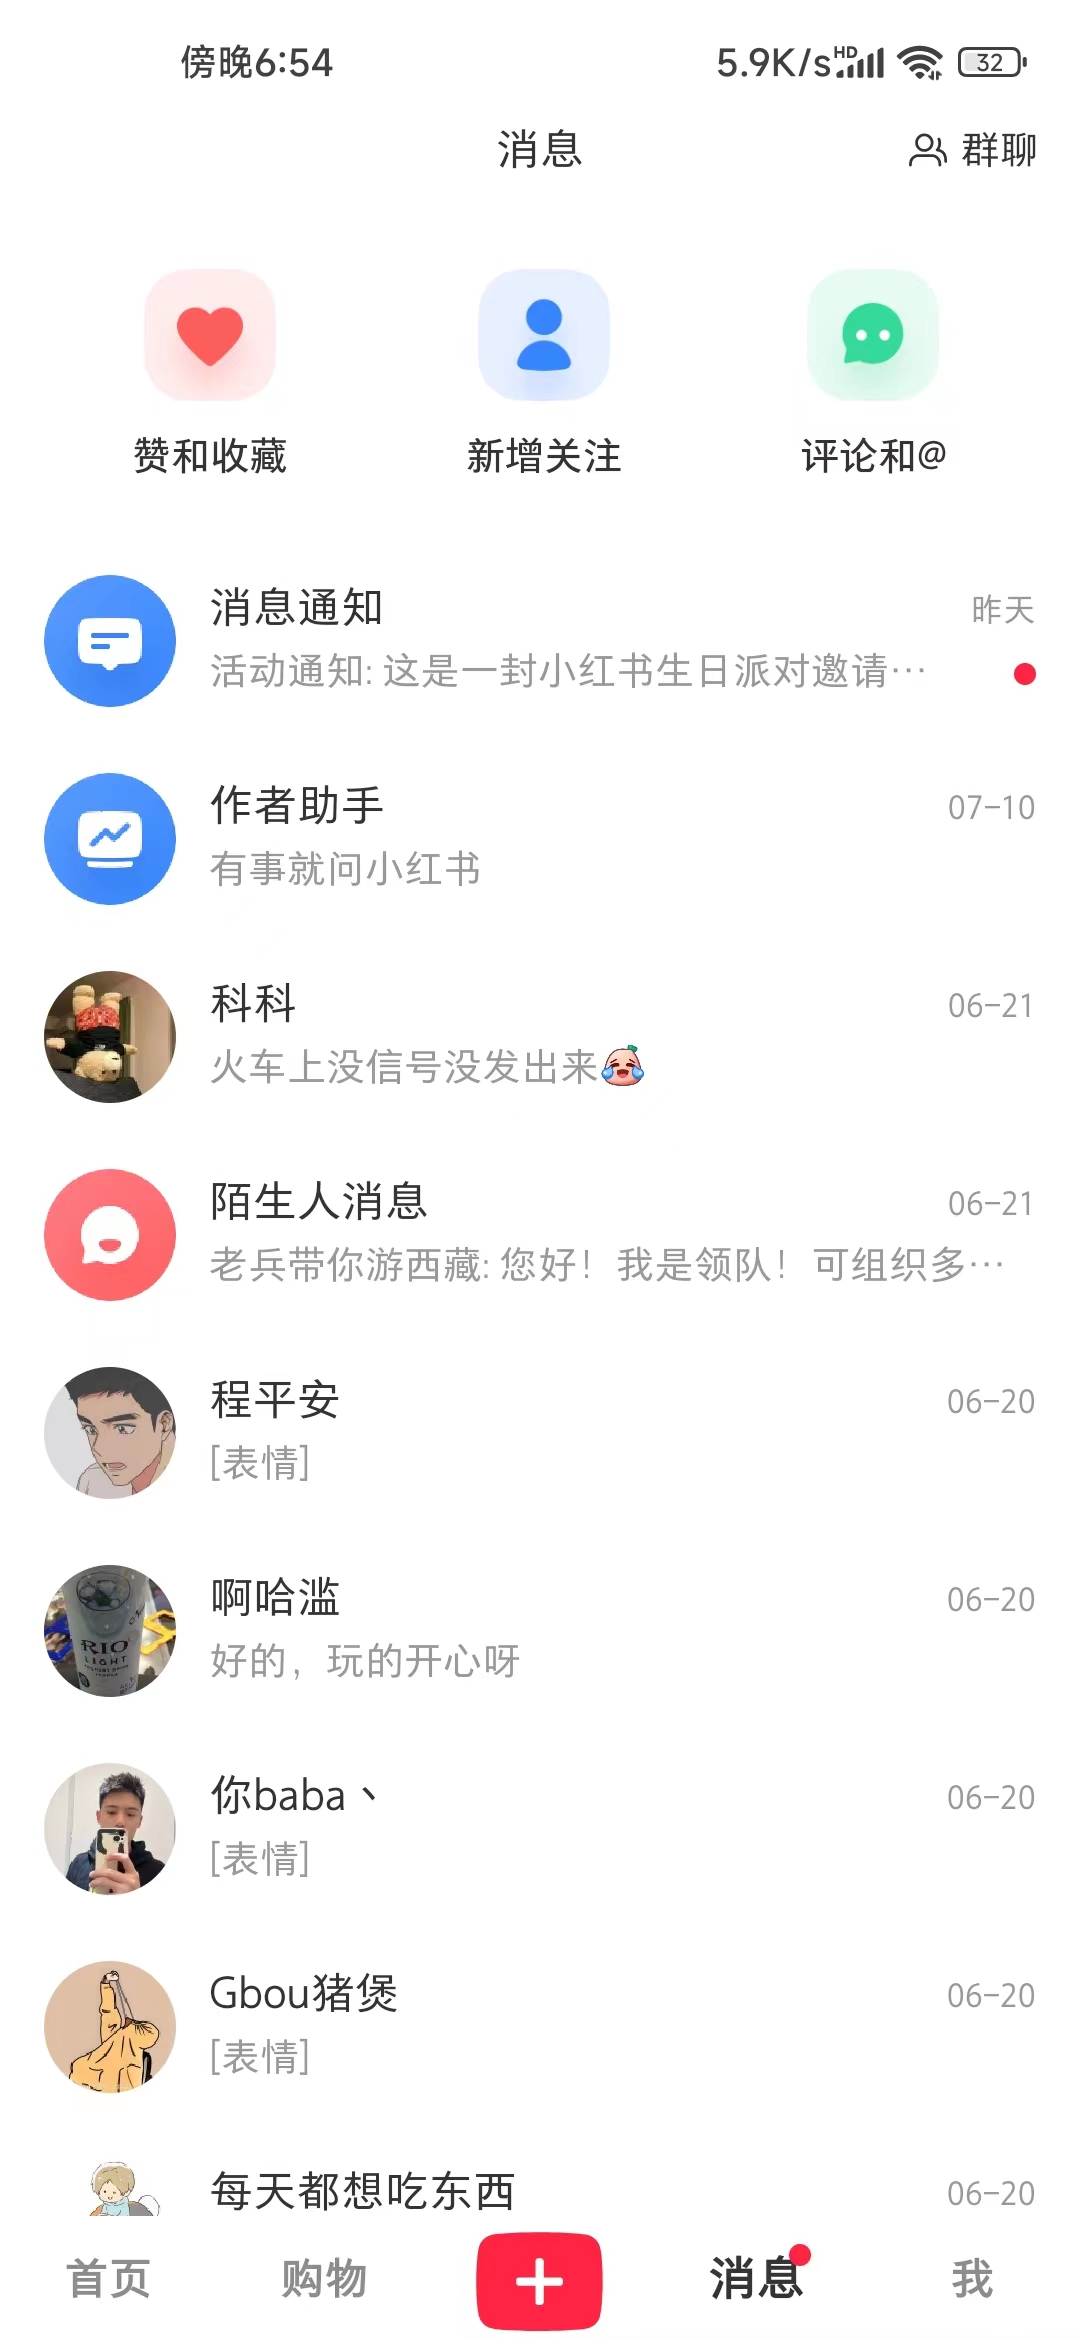 傍晚6:54
5.9K/s HD 32
消息
群聊
赞和收藏
新增关注
评论和@
消息通知
昨天
活动通知: 这是一封小红书生日派对邀请…
作者助手
07-10
有事就问小红书
科科
06-21
火车上没信号没发出来
陌生人消息
06-21
老兵带你游西藏: 您好！我是领队！可组织多…
程平安
06-20
[表情]
RIO
LIGHT
啊哈滥
06-20
好的，玩的开心呀
你baba丶
06-20
[表情]
Gbou猪煲
06-20
[表情]
每天都想吃东西
06-20
首页
购物
消息
我